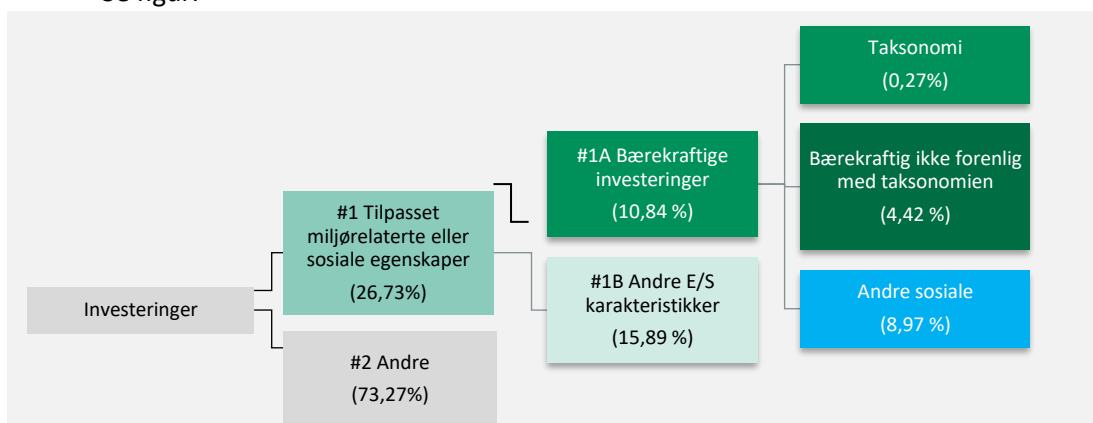 Taksonomi
(0,27%)
#1A Bærekraftige
investeringer
(10,84 %)
Bærekraftig ikke forenlig
med taksonomien
(4,42 %)
#1 Tilpasset
miljørelaterte eller
sosiale egenskaper
(26,73%)
#1B Andre E/S
karakteristikker
(15,89 %)
Andre sosiale
(8,97 %)
Investeringer
#2 Andre
(73,27%)